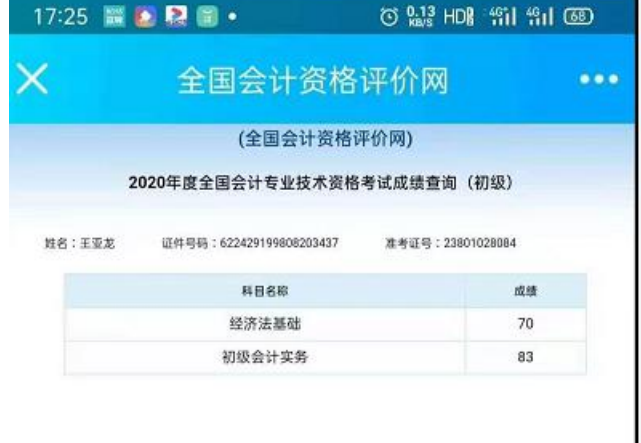 17:25 0.13 KB/S HD 4G 4G 68
全国会计资格评价网
(全国会计资格评价网)
2020年度全国会计专业技术资格考试成绩查询（初级）
姓名：王亚龙 证件号码：622429199808203437 准考证号：23801028084
科目名称 成绩
经济法基础 70
初级会计实务 83